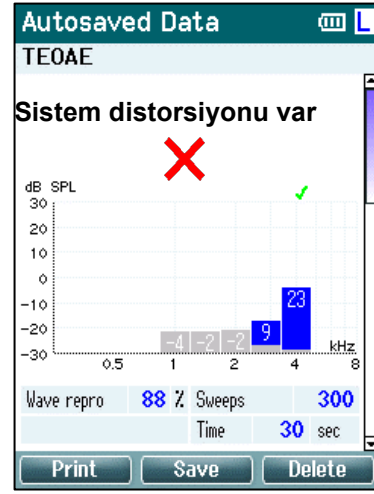 Autosaved Data L
TEOAE
Sistem distorsiyonu var
dB SPL
30
20
10
0
-10
-20
-30
-4 -2 -2 9 23
kHz
0.5 1 2 4 8
Wave repro 88 % Sweeps 300
Time 30 sec
Print Save Delete